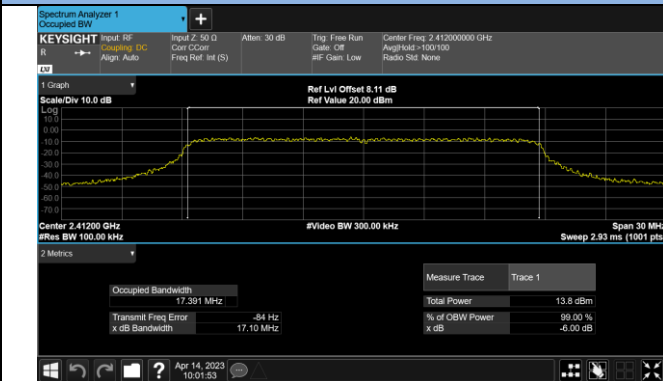 Spectrum Analyzer 1
Occupied BW
+
KEYSIGHT Input: RF Input Z: 50 Ω Atten: 30 dB Trig: Free Run Center Freq: 2.412000000 GHz
R Coupling: DC Corr CCorr Gate: Off Avg|Hold:>100/100
Align: Auto Freq Ref: Int (S) #IF Gain: Low Radio Std: None
LXI
1 Graph Ref Lvl Offset 8.11 dB
Scale/Div 10.0 dB Ref Value 20.00 dBm
Log
10.0
0.00
-10.0
-20.0
-30.0
-40.0
-50.0
-60.0
-70.0
Center 2.41200 GHz #Video BW 300.00 kHz Span 30 MHz
#Res BW 100.00 kHz Sweep 2.93 ms (1001 pts)
2 Metrics
Measure Trace Trace 1
Occupied Bandwidth
17.391 MHz Total Power 13.8 dBm
Transmit Freq Error -84 Hz % of OBW Power 99.00 %
x dB Bandwidth 17.10 MHz x dB -6.00 dB
? Apr 14, 2023
10:01:53